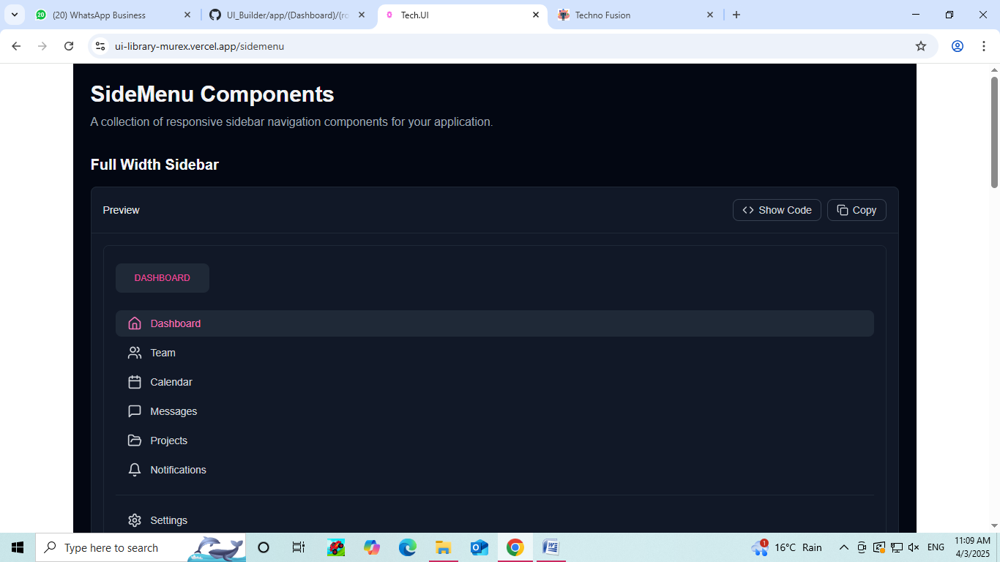 20 (20) WhatsApp Business
UI_Builder/app/(Dashboard)/(ro
Tech.UI
Techno Fusion
ui-library-murex.vercel.app/sidemenu
SideMenu Components
A collection of responsive sidebar navigation components for your application.
Full Width Sidebar
Preview
<> Show Code
Copy
DASHBOARD
Dashboard
Team
Calendar
Messages
Projects
Notifications
Settings
Type here to search
1
16°C Rain
ENG
11:09 AM
4/3/2025